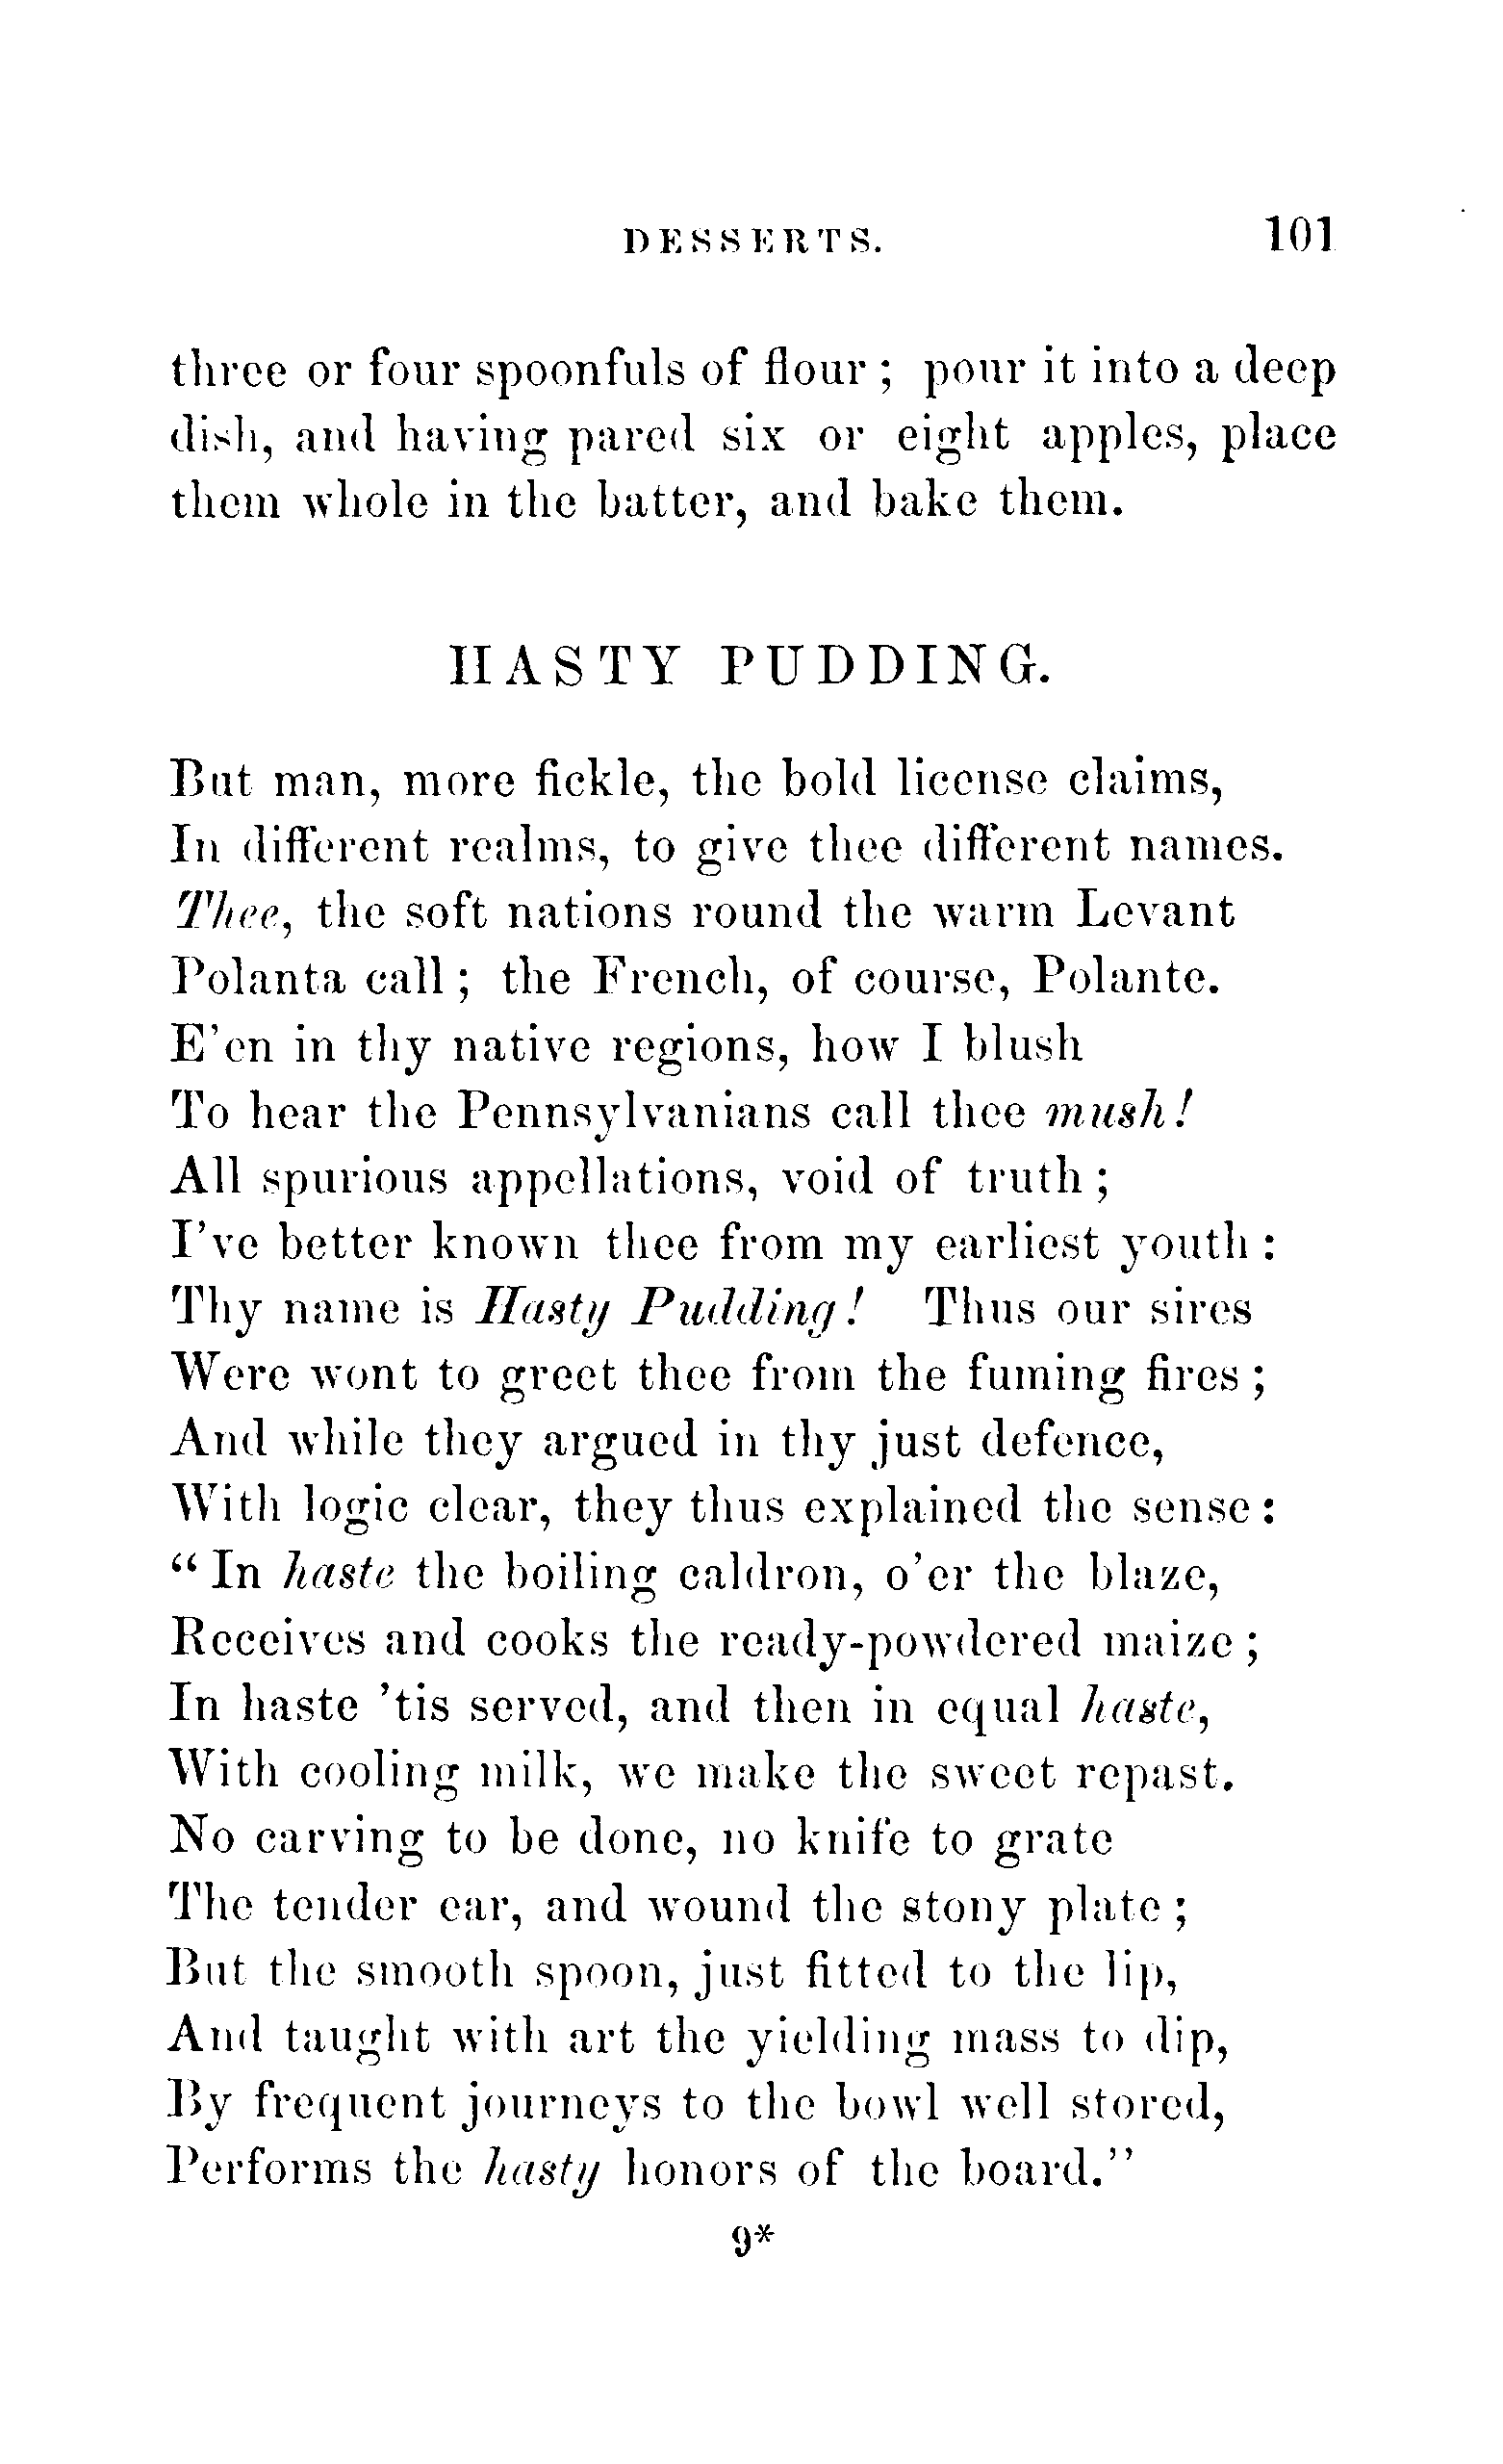 DESSERTS. 101
three or four spoonfuls of flour; pour it into a deep
dish, and having pared six or eight apples, place
them whole in the batter, and bake them.
HASTY PUDDING.
But man, more fickle, the bold license claims,
In different realms, to give thee different names.
Thee, the soft nations round the warm Levant
Polanta call; the French, of course, Polante.
E'en in thy native regions, how I blush
To hear the Pennsylvanians call thee mush!
All spurious appellations, void of truth;
I've better known thee from my earliest youth:
Thy name is Hasty Pudding! Thus our sires
Were wont to greet thee from the fuming fires;
And while they argued in thy just defence,
With logic clear, they thus explained the sense:
"In haste the boiling caldron, o'er the blaze,
Receives and cooks the ready-powdered maize;
In haste 'tis served, and then in equal haste,
With cooling milk, we make the sweet repast.
No carving to be done, no knife to grate
The tender ear, and wound the stony plate;
But the smooth spoon, just fitted to the lip,
And taught with art the yielding mass to dip,
By frequent journeys to the bowl well stored,
Performs the hasty honors of the board."
9*